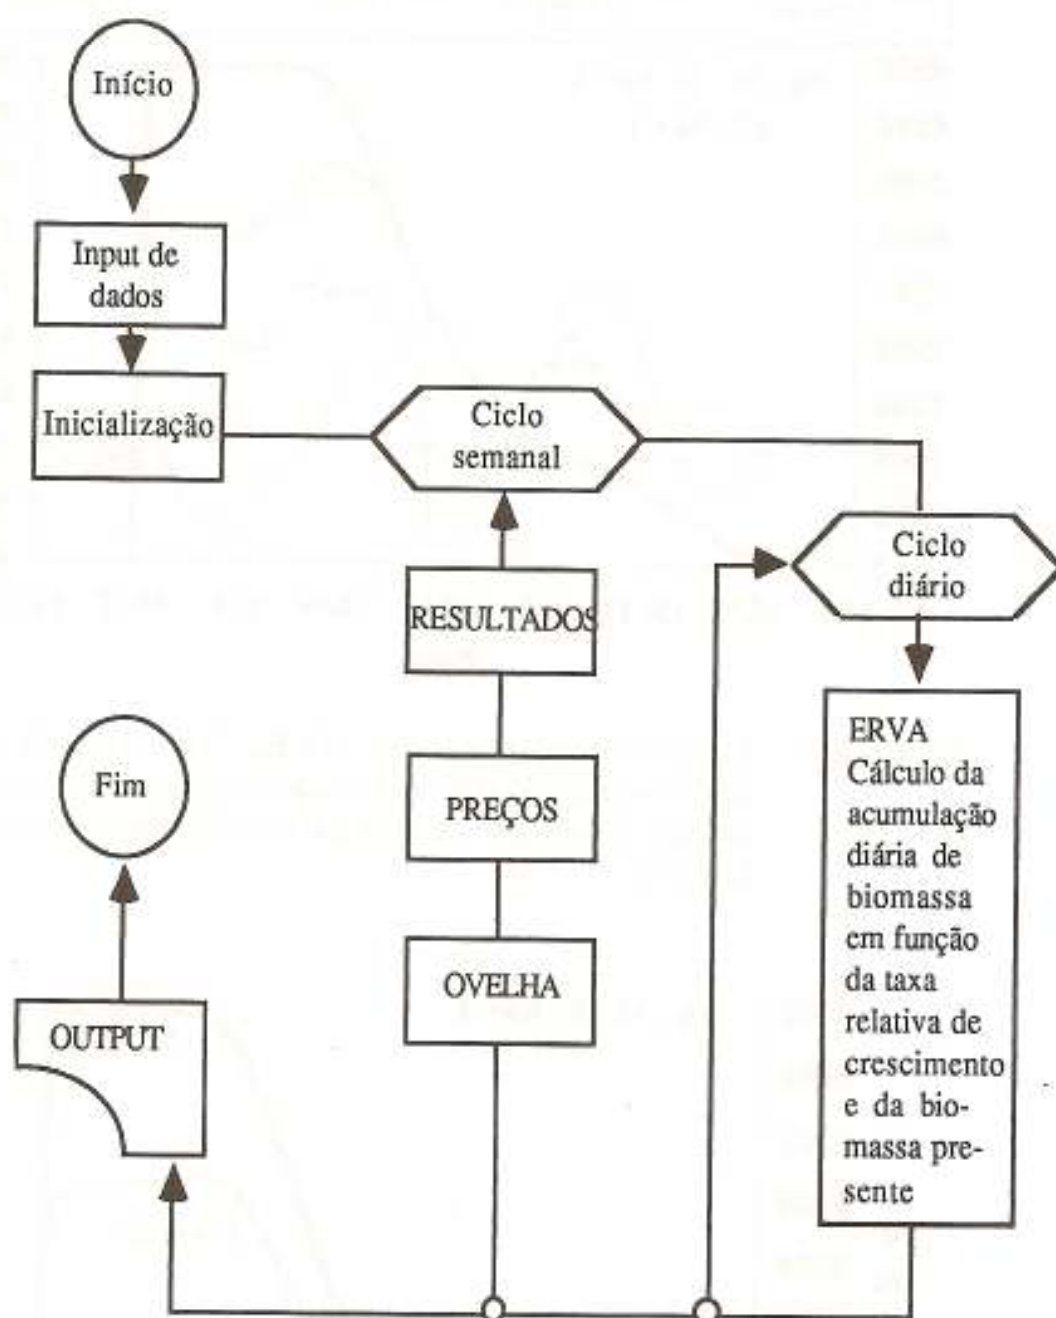 Início
Input de
dados
Inicialização
Ciclo
semanal
Ciclo
diário
RESULTADOS
PREÇOS
OVELHA
ERVA
Cálculo da
acumulação
diária de
biomassa
em função
da taxa
relativa de
crescimento
e da bio-
massa pre-
sente
Fim
OUTPUT